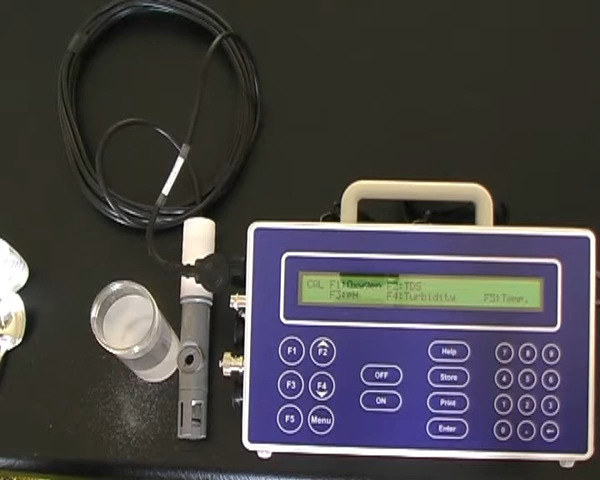 CAL F1:Oxygen F2:TDS
F3:pH F4:Turbidity F5:Temp.
F1 F2
F3 F4
F5 Menu
OFF
ON
Help
Store
Print
Enter
7 8 9
4 5 6
1 2 3
0 . ←